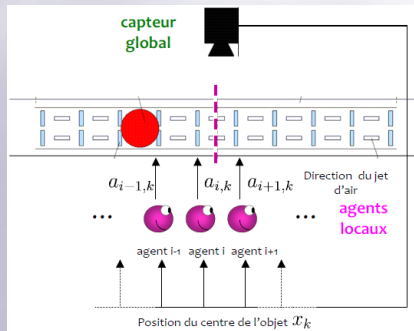 capteur
global
a_{i-1,k}
a_{i,k}
a_{i+1,k}
Direction du jet
d'air
agents
locaux
...
...
agent i-1
agent i
agent i+1
Position du centre de l'objet x_k